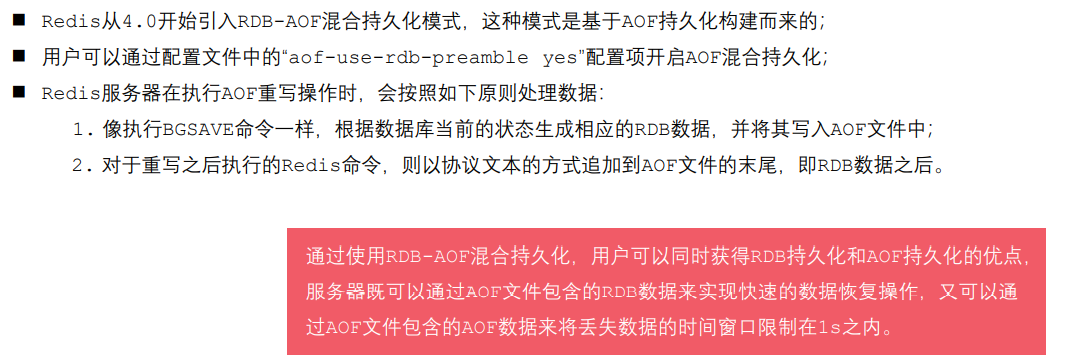 ■ Redis从4.0开始引入RDB-AOF混合持久化模式，这种模式是基于AOF持久化构建而来的；
■ 用户可以通过配置文件中的“aof-use-rdb-preamble yes”配置项开启AOF混合持久化；
■ Redis服务器在执行AOF重写操作时，会按照如下原则处理数据：
1. 像执行BGSAVE命令一样，根据数据库当前的状态生成相应的RDB数据，并将其写入AOF文件中；
2. 对于重写之后执行的Redis命令，则以协议文本的方式追加到AOF文件的末尾，即RDB数据之后。
通过使用RDB-AOF混合持久化，用户可以同时获得RDB持久化和AOF持久化的优点，
服务器既可以通过AOF文件包含的RDB数据来实现快速的数据恢复操作，又可以通
过AOF文件包含的AOF数据来将丢失数据的时间窗口限制在1s之内。